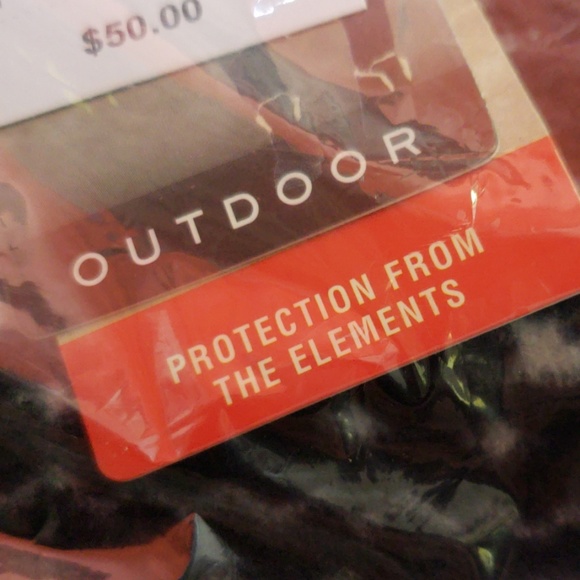 $50.00
OUTDOOR
PROTECTION FROM
THE ELEMENTS